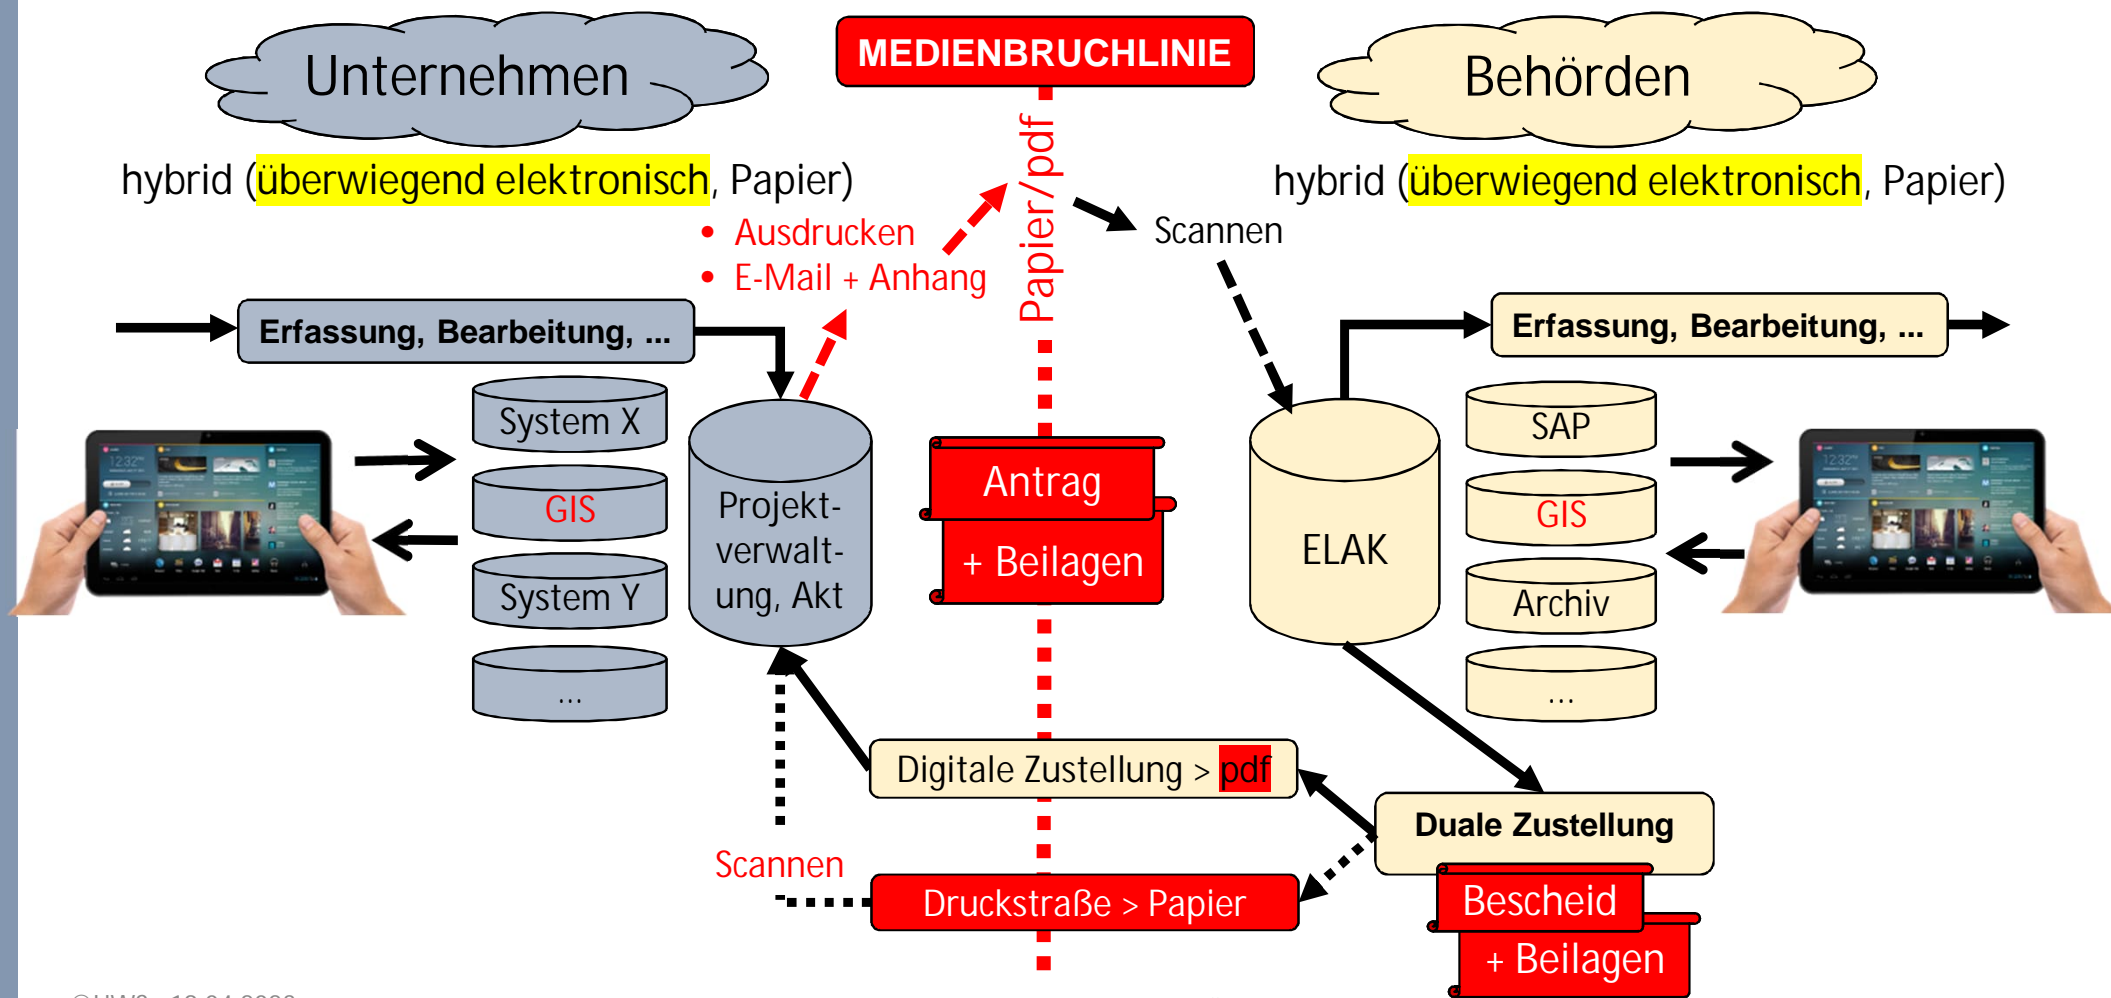 Unternehmen
MEDIENBRUCHLINIE
Behörden
hybrid (überwiegend elektronisch, Papier)
Papier/pdf
hybrid (überwiegend elektronisch, Papier)
• Ausdrucken
• E-Mail + Anhang
Scannen
Erfassung, Bearbeitung, ...
Erfassung, Bearbeitung, ...
System X
GIS
System Y
...
Projekt-
verwalt-
ung, Akt
Antrag
+ Beilagen
ELAK
SAP
GIS
Archiv
...
Digitale Zustellung > pdf
Duale Zustellung
Scannen
Druckstraße > Papier
Bescheid
+ Beilagen